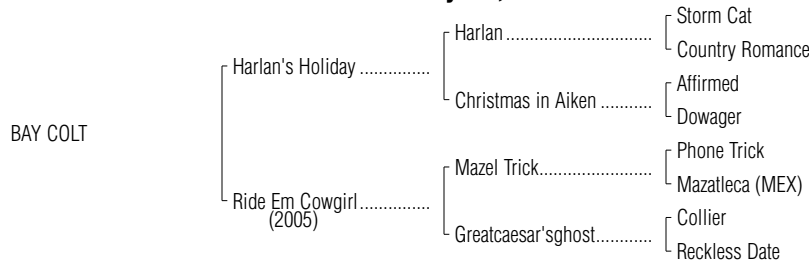 Storm Cat
Harlan
Country Romance
Harlan's Holiday
Affirmed
Christmas in Aiken
Dowager
BAY COLT
Phone Trick
Mazel Trick
Mazatleca (MEX)
Ride Em Cowgirl
(2005)
Collier
Greatcaesar'sghost
Reckless Date